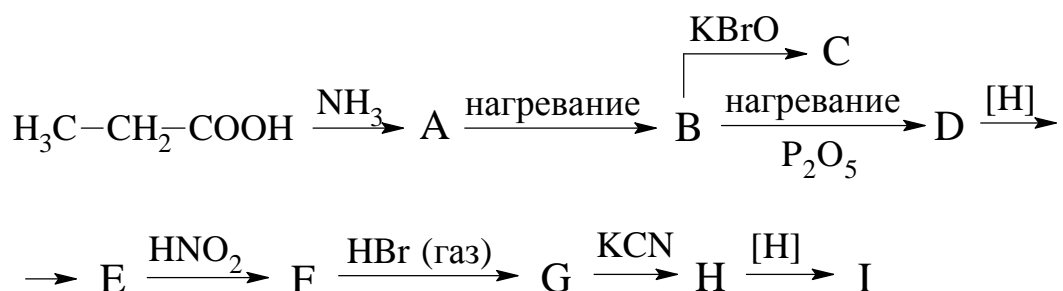 KBrO
C
H₃C–CH₂–COOH NH₃ A нагревание B нагревание P₂O₅ D [H]
E HNO₂ F HBr (газ) G KCN H [H] I